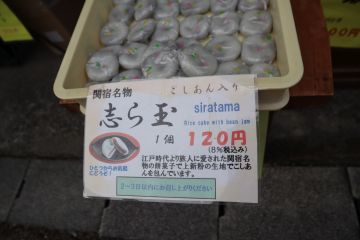 関宿名物
こしあん入り
志ら玉
siratama
Rice cake with bean jam
1個 120円
(8%税込み)
江戸時代より旅人に愛された関宿名
物の餅菓子で上新粉の生地でこしあ
んを包んでいます。
2~3日以内にお召し上がりください